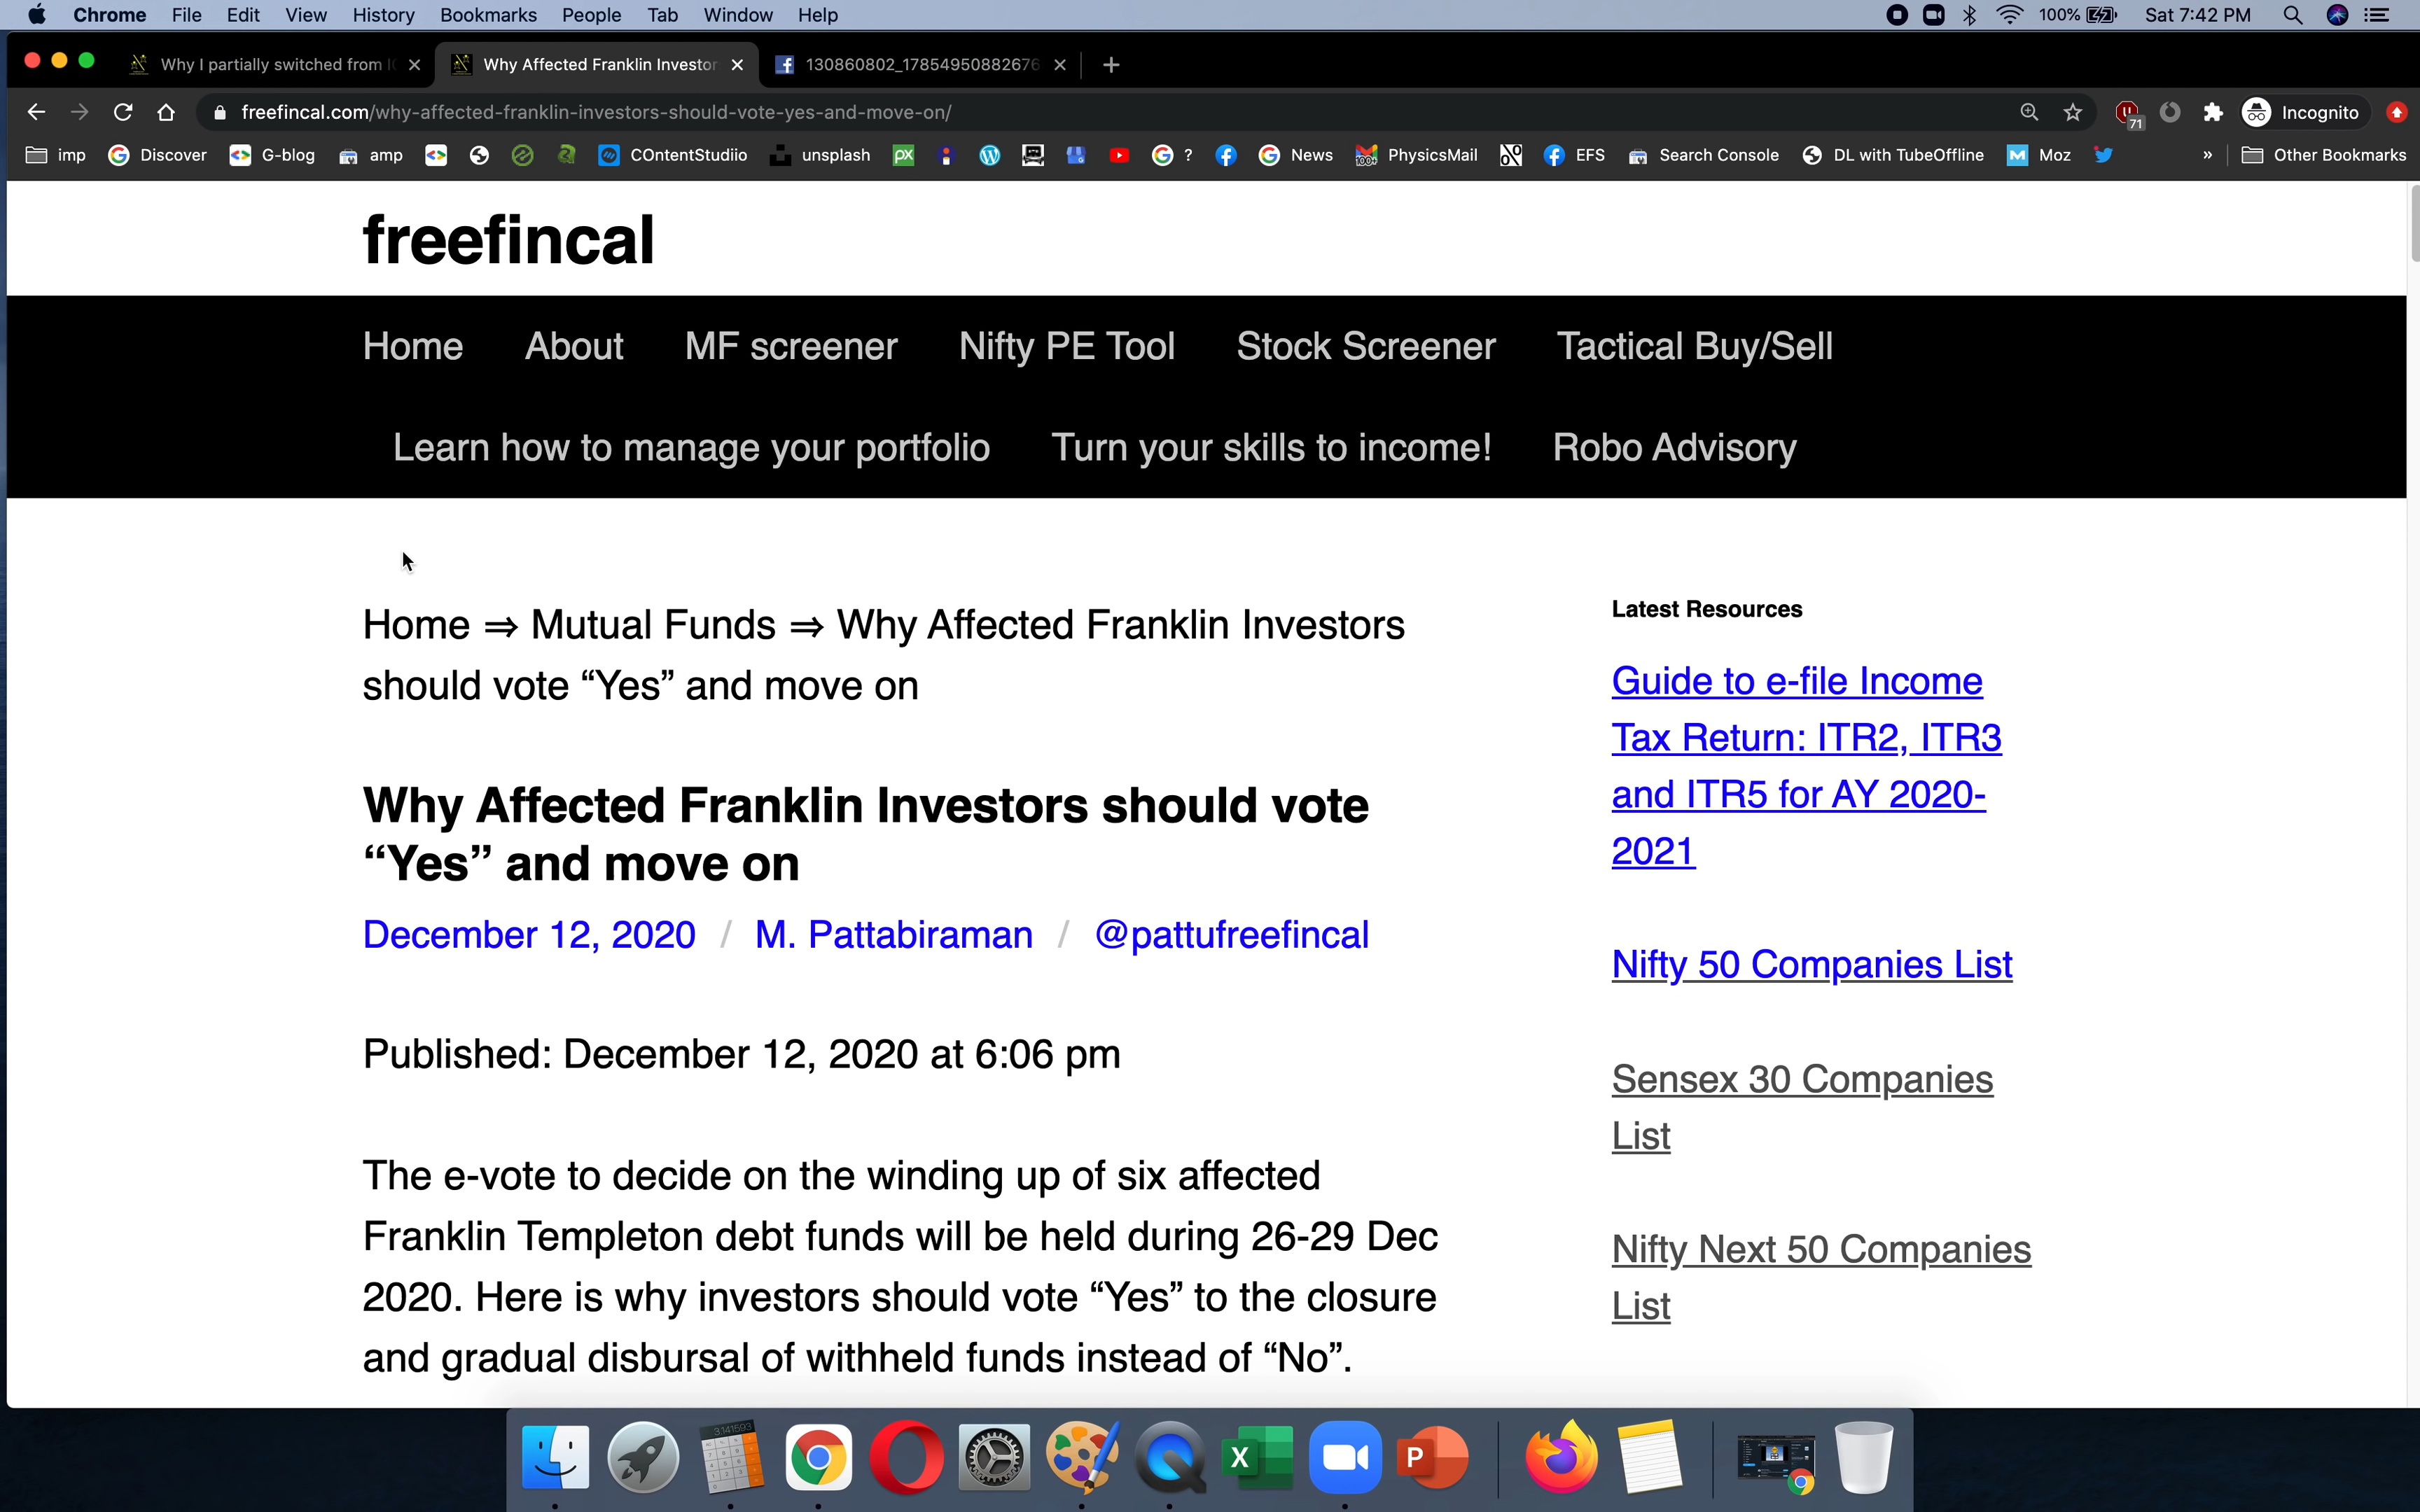 Chrome File Edit View History Bookmarks People Tab Window Help 100% Sat 7:42 PM
Why I partially switched from Why Affected Franklin Investor 130860802_17854950882676
freefincal.com/why-affected-franklin-investors-should-vote-yes-and-move-on/ 71 Incognito
imp Discover G-blog amp COntentStudiio unsplash px ? News 100+ PhysicsMail EFS Search Console DL with TubeOffline M Moz » Other Bookmarks
freefincal
Home About MF screener Nifty PE Tool Stock Screener Tactical Buy/Sell
Learn how to manage your portfolio Turn your skills to income! Robo Advisory
Home ⇒ Mutual Funds ⇒ Why Affected Franklin Investors
should vote “Yes” and move on
Why Affected Franklin Investors should vote
“Yes” and move on
December 12, 2020 / M. Pattabiraman / @pattufreefincal
Published: December 12, 2020 at 6:06 pm
The e-vote to decide on the winding up of six affected
Franklin Templeton debt funds will be held during 26-29 Dec
2020. Here is why investors should vote “Yes” to the closure
and gradual disbursal of withheld funds instead of “No”.
Latest Resources
Guide to e-file Income
Tax Return: ITR2, ITR3
and ITR5 for AY 2020-
2021
Nifty 50 Companies List
Sensex 30 Companies
List
Nifty Next 50 Companies
List
3.141593
X P